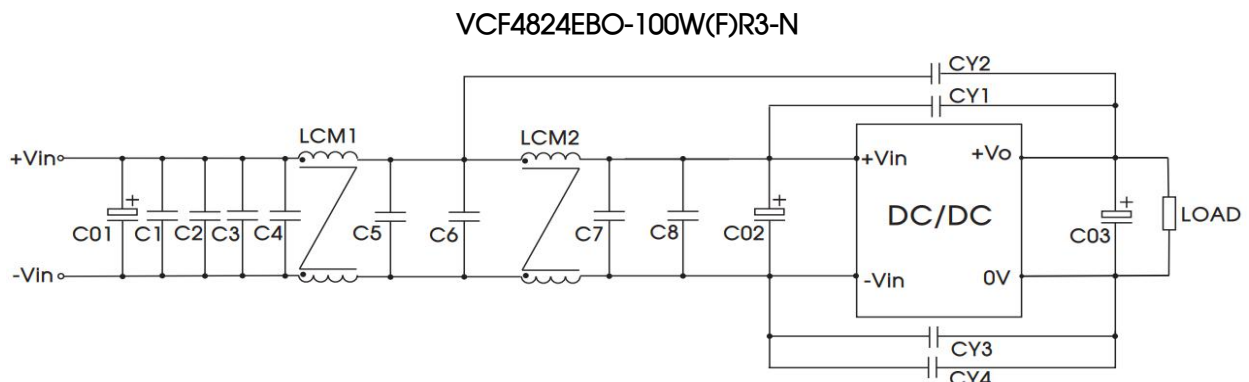 VCF4824EBO-100W(F)R3-N
CY2
CY1
LCM1
LCM2
+Vin
+Vin
+Vo
+
+
+
C01
C1
C2
C3
C4
C5
C6
C7
C8
C02
DC/DC
C03
LOAD
-Vin
-Vin
0V
CY3
CY4